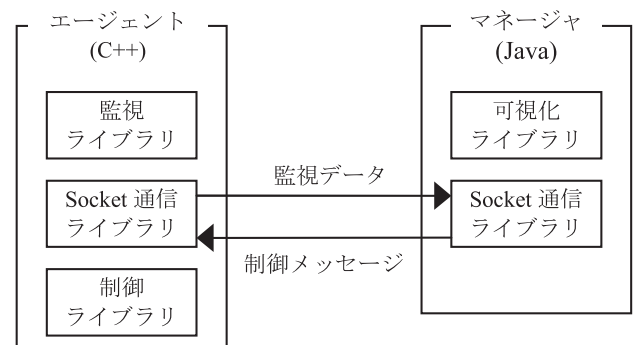 エージェント
(C++)
監視
ライブラリ
Socket 通信
ライブラリ
制御
ライブラリ
監視データ
制御メッセージ
マネージャ
(Java)
可視化
ライブラリ
Socket 通信
ライブラリ